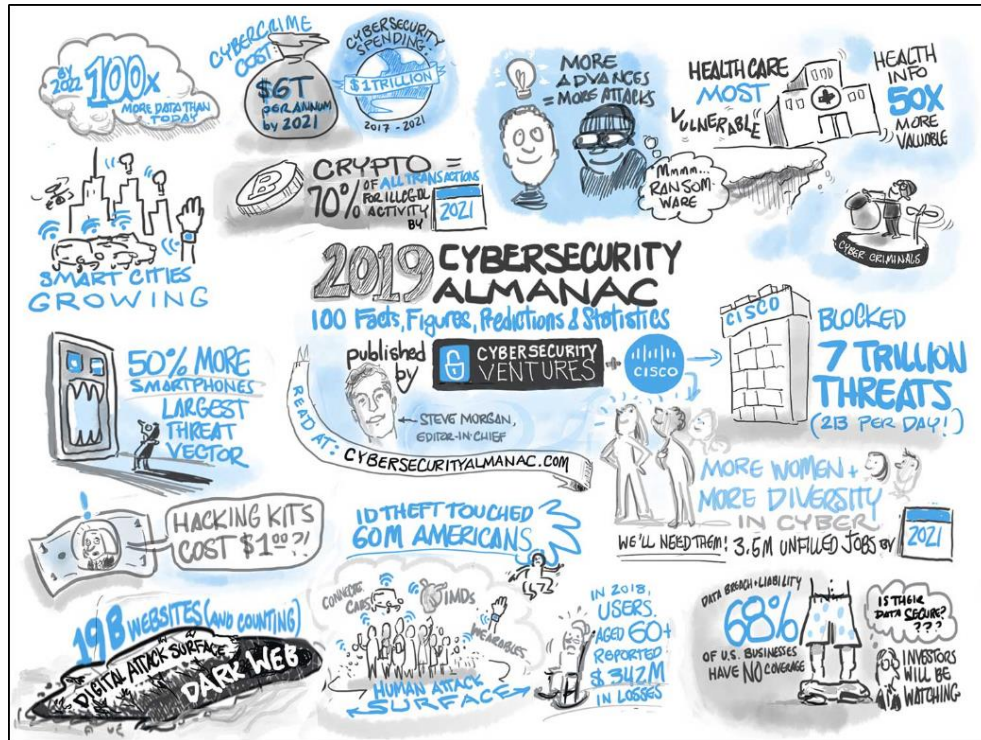 BY
2022
100X
MORE DATA THAN
TODAY
CYBERCRIME
COST:
$6T
PER ANNUM
by 2021
CYBERSECURITY
SPENDING:
$1TRILLION
2017 - 2021
MORE
ADVANCES
= MORE ATTACKS
HEALTH CARE
MOST
VULNERABLE
HEALTH
INFO
50X
MORE
VALUABLE
Mmmm...
RANSOM-
WARE
CYBER CRIMINALS
CRYPTO =
70% OF ALL TRANSACTIONS
FOR ILLEGAL
ACTIVITY
BY
2021
SMART CITIES
GROWING
2019 CYBERSECURITY
ALMANAC
100 Facts, Figures, Predictions & Statistics
published
by
CYBERSECURITY
VENTURES
+
CISCO
STEVE MORGAN,
EDITOR-IN-CHIEF
READ AT:
CYBERSECURITYALMANAC.COM
CISCO
BLOCKED
7 TRILLION
THREATS
(213 PER DAY!)
50% MORE
SMARTPHONES
LARGEST
THREAT
VECTOR
MORE WOMEN +
MORE DIVERSITY
IN CYBER
WE'LL NEED THEM! 3.5M UNFILLED JOBS BY
2021
!
1
1
HACKING KITS
COST $1.00?!
ID THEFT TOUCHED
60M AMERICANS
CONNECTED
CARS
IMDs
WEARABLES
HUMAN ATTACK
SURFACE
IN 2018,
USERS
AGED 60+
REPORTED
$342M
IN LOSSES
19B WEBSITES (AND COUNTING)
DIGITAL ATTACK SURFACE
DARK WEB
DATA BREACH + LIABILITY
68%
OF U.S. BUSINESSES
HAVE NO COVERAGE
IS THEIR
DATA SECURE?
???
INVESTORS
WILL BE
WATCHING